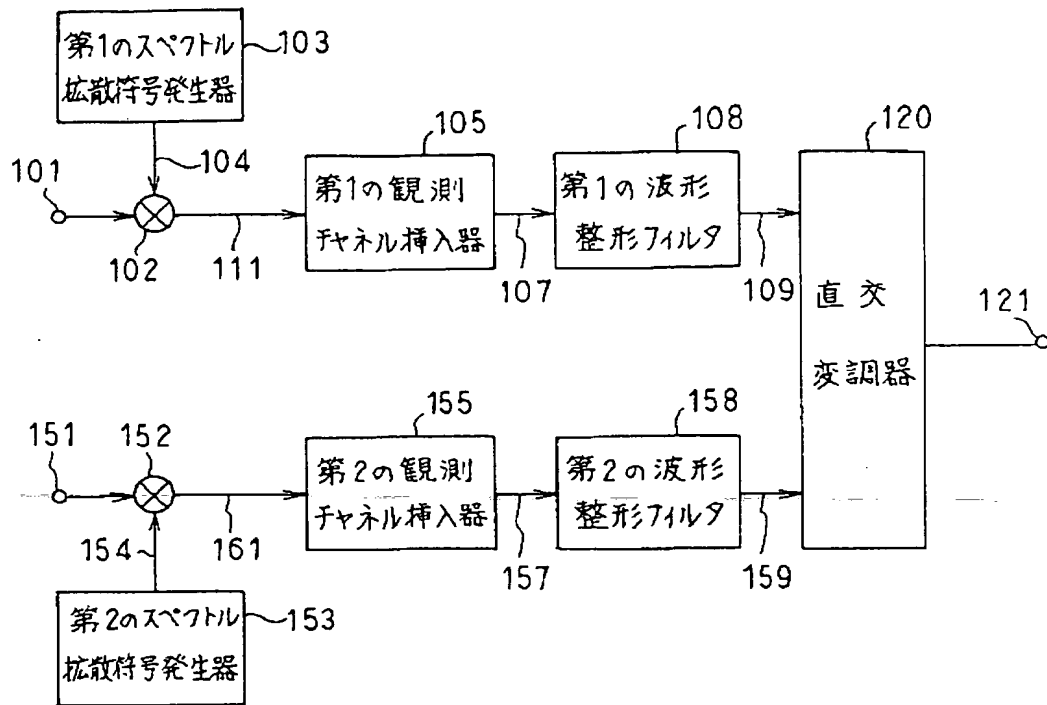 第1のスペクトル
拡散符号発生器
103
104
101
102
111
105
第1の観測
チャネル挿入器
107
108
第1の波形
整形フィルタ
109
120
直交
変調器
121
151
152
154
161
155
第2の観測
チャネル挿入器
157
158
第2の波形
整形フィルタ
159
第2のスペクトル
拡散符号発生器
153